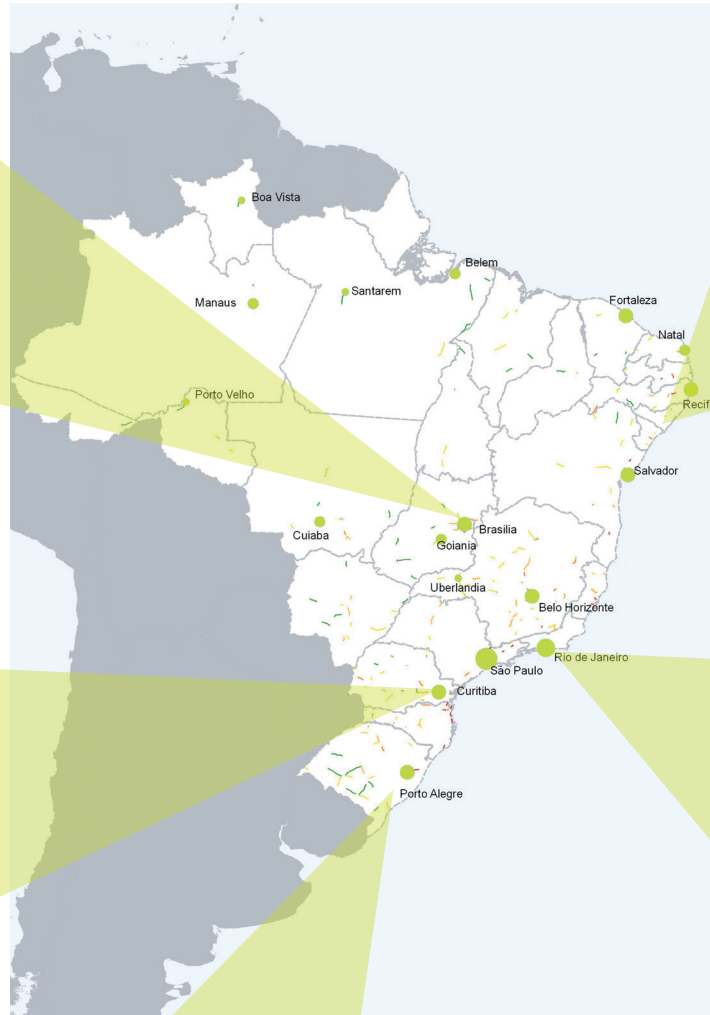 Boa Vista
Belem
Santarem
Manaus
Fortaleza
Natal
Porto Velho
Recif
Salvador
Brasilia
Cuiaba
Goiania
Uberlandia
Belo Horizonte
Rio de Janeiro
São Paulo
Curitiba
Porto Alegre